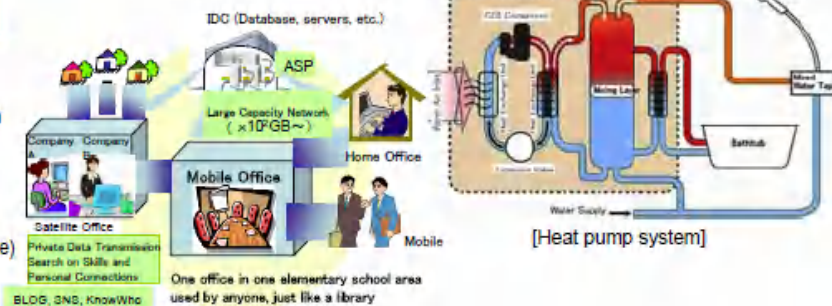 IDC (Database, servers, etc.)
ASP
Large Capacity Network
Company
A
Company
Home Office
Mobile Office
Satellite Office
Mobile
e)
Private Data Transmission
Search on Skills and
Personal Connections
One office in one elementary school area
used by anyone, just like a library
BLOG, SNS, KnowWho
Mixing Layer
Mixed
Water Tap
Bathtub
Water Supply
[Heat pump system]